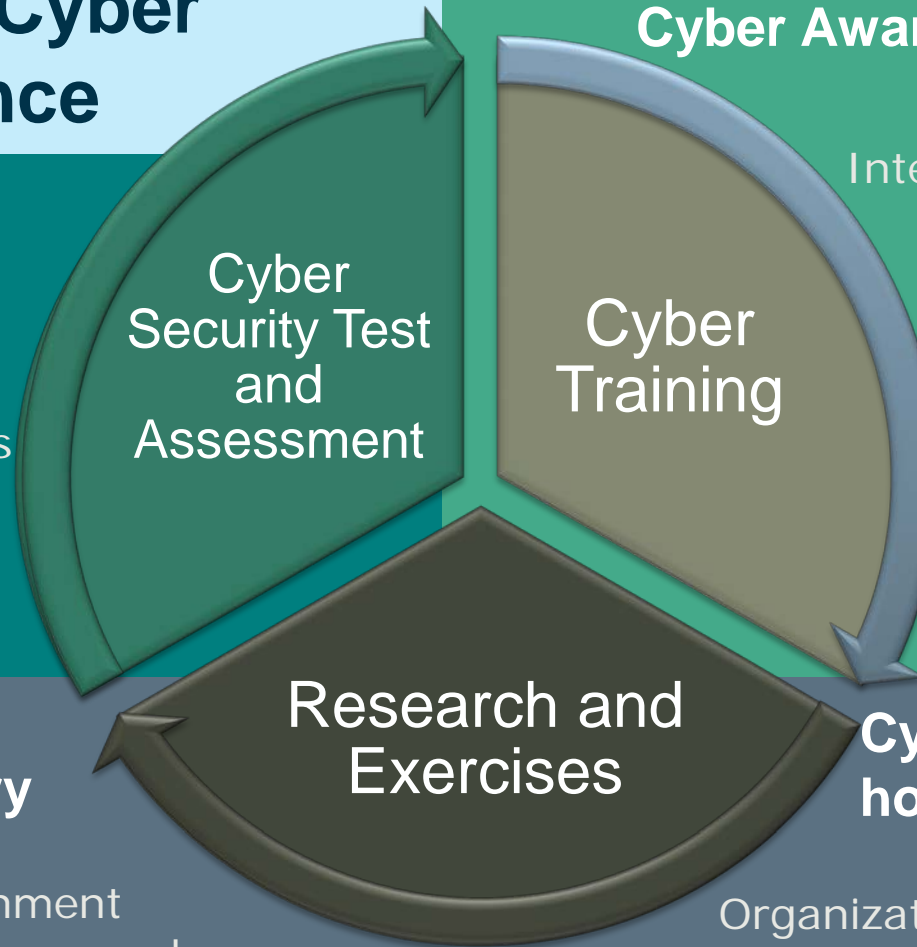 Cyber
nce
Cyber Awar
Inte
Cyber
Security Test
and
Assessment
s
Cyber
Training
Research and
Exercises
ry
nment
Cy
ho
Organizat